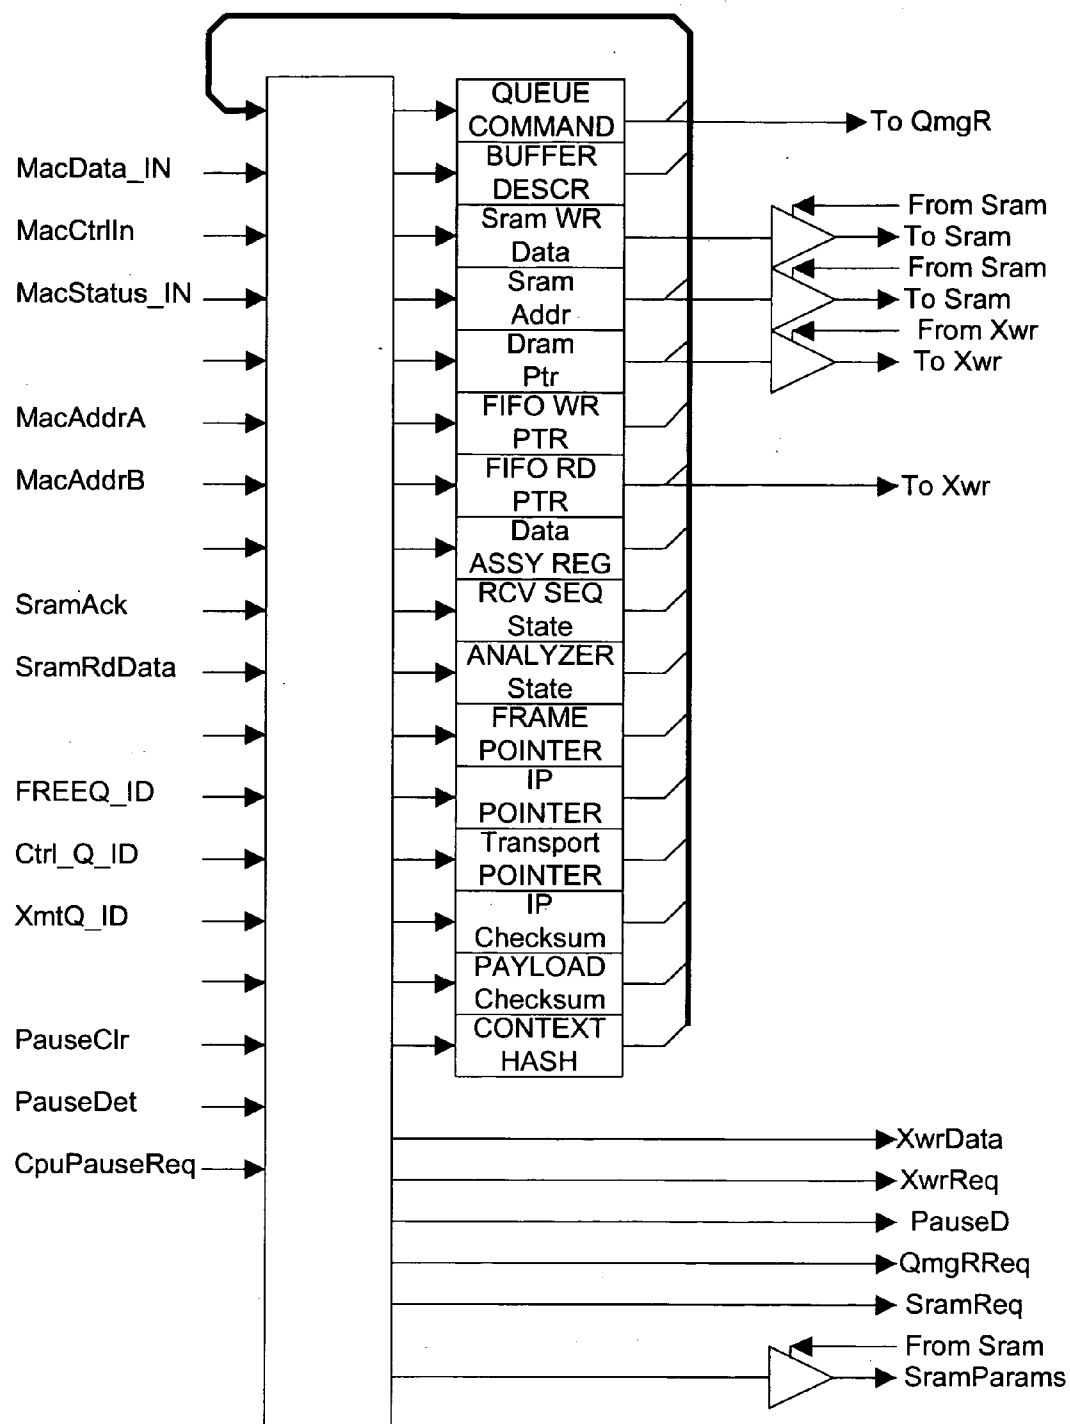 QUEUE
COMMAND
To QmgR
MacData_IN
BUFFER
DESCR
From Sram
MacCtrlIn
Sram WR
Data
To Sram
From Sram
MacStatus_IN
Sram
Addr
To Sram
From Xwr
Dram
Ptr
To Xwr
MacAddrA
FIFO WR
PTR
MacAddrB
FIFO RD
PTR
To Xwr
Data
ASSY REG
SramAck
RCV SEQ
State
SramRdData
ANALYZER
State
FRAME
POINTER
FREEQ_ID
IP
POINTER
Ctrl_Q_ID
Transport
POINTER
XmtQ_ID
IP
Checksum
PAYLOAD
Checksum
PauseClr
CONTEXT
HASH
PauseDet
XwrData
CpuPauseReq
XwrReq
PauseD
QmgRReq
SramReq
From Sram
SramParams